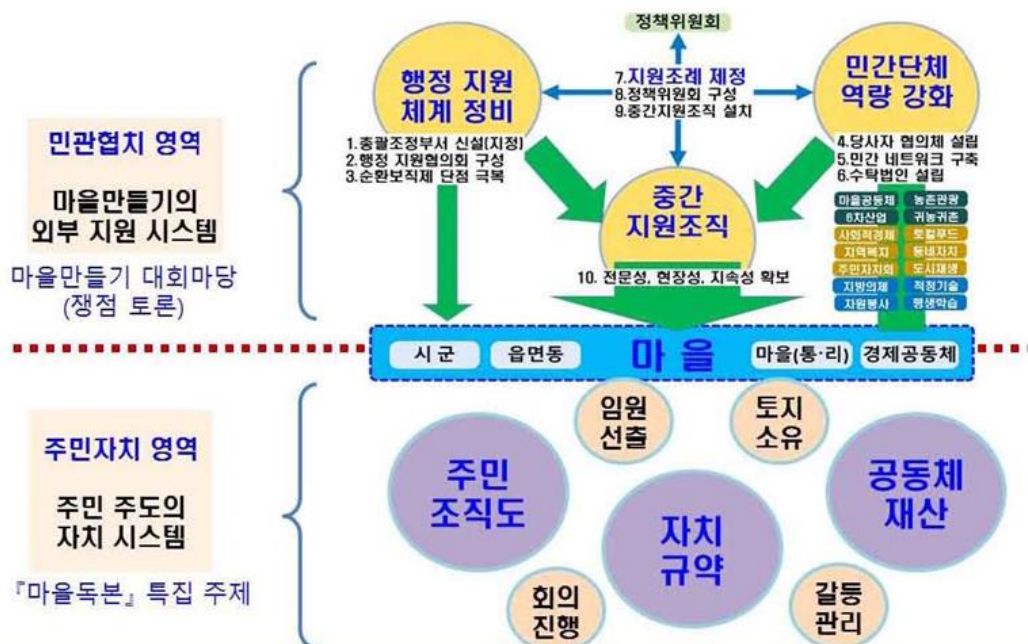 정책위원회
행정 지원
체계 정비
7.지원조례 제정
8.정책위원회 구성
9.중간지원조직 설치
민간단체
역량 강화
1.총괄조정부서 신설(지정)
2.행정 지원협의회 구성
3.순환보직제 단점 극복
4.당사자 협의체 설립
5.민간 네트워크 구축
6.수탁법인 설립
민관협치 영역
마을만들기의
외부 지원 시스템
마을만들기 대화마당
(쟁점 토론)
중간
지원조직
10. 전문성, 현장성, 지속성 확보
마을공동체 농촌관광
6차산업 귀농귀촌
사회적경제 로컬푸드
지역복지 동네자치
주민자치회 도시재생
지방의제 적정기술
자원봉사 평생학습
시군 읍면동 마을 마을(통·리) 경제공동체
주민자치 영역
주민 주도의
자치 시스템
『마을독본』 특집 주제
임원
선출
토지
소유
주민
조직도
자치
규약
공동체
재산
회의
진행
갈등
관리